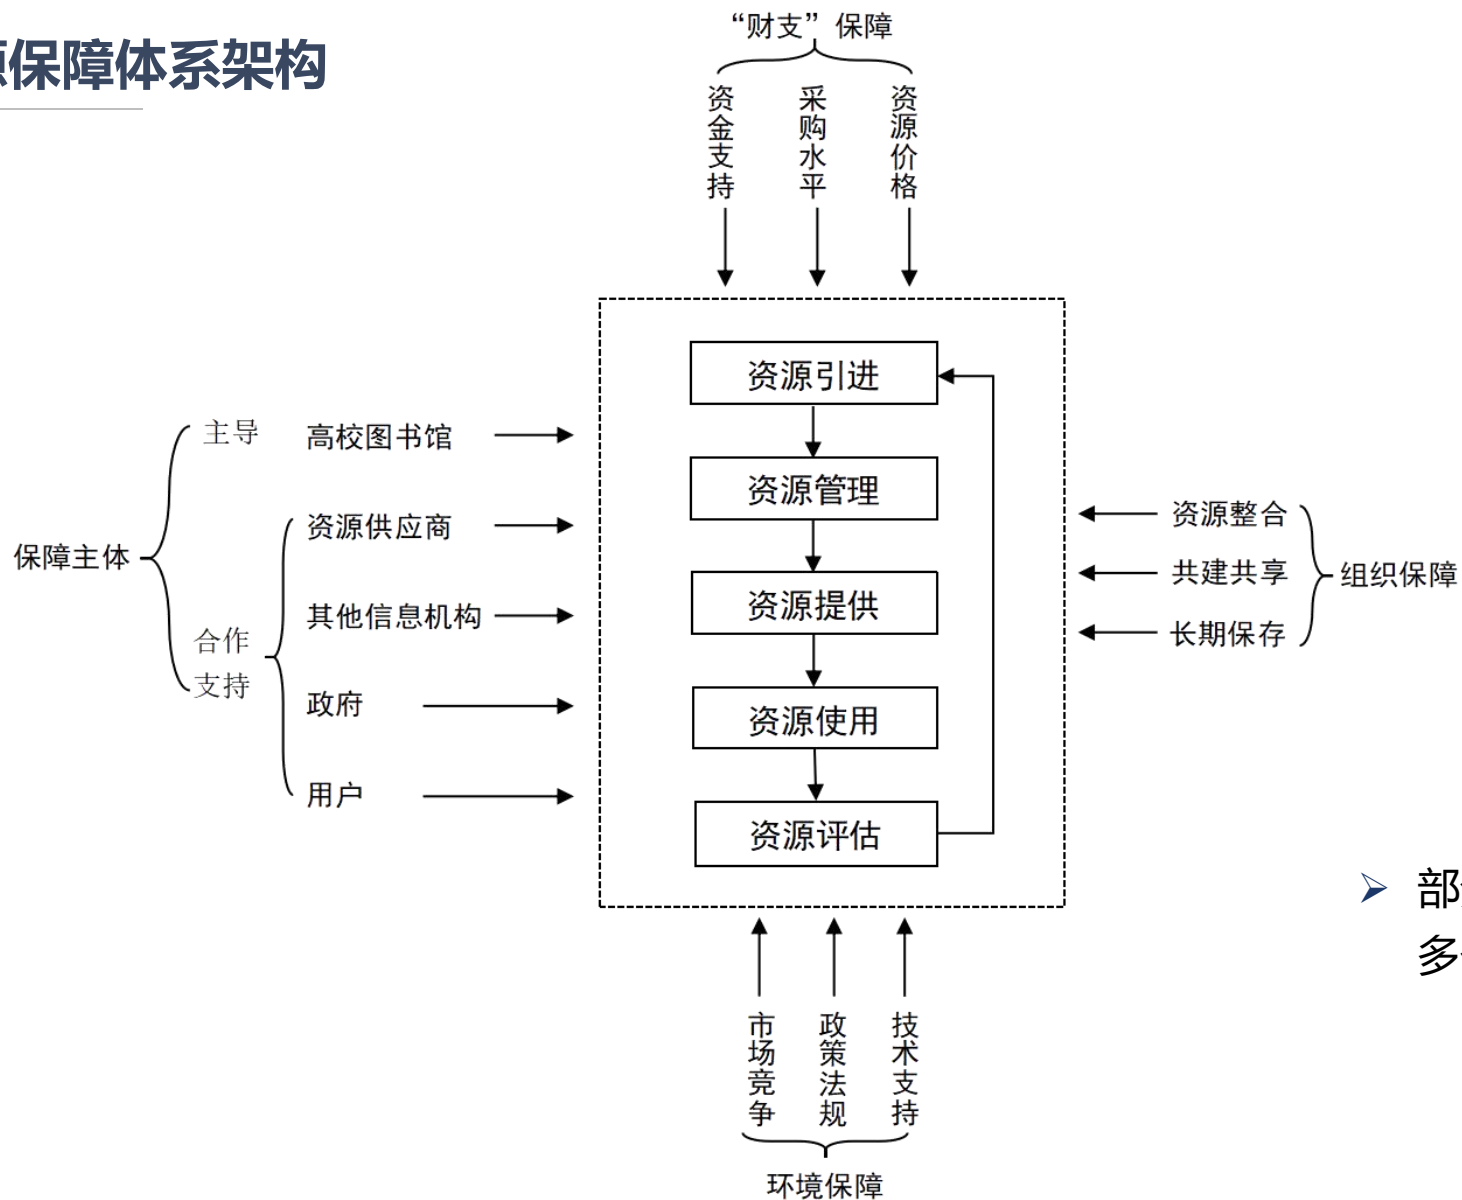 源保障体系架构
“财支”保障
资金支持
采购水平
资源价格
资源引进
资源管理
资源提供
资源使用
资源评估
保障主体
主导
高校图书馆
合作
支持
资源供应商
其他信息机构
政府
用户
资源整合
共建共享
长期保存
组织保障
市场竞争
政策法规
技术支持
环境保障
部
多